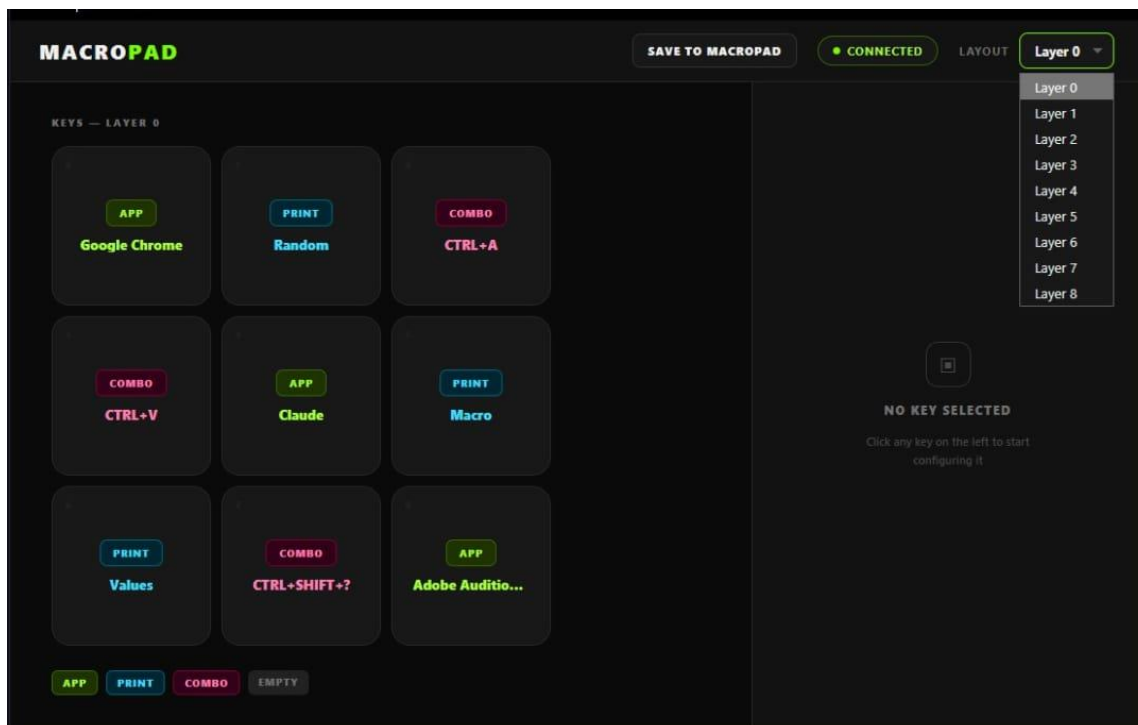 MACROPAD
SAVE TO MACROPAD
CONNECTED
LAYOUT
Layer 0
Layer 0
Layer 1
Layer 2
Layer 3
Layer 4
Layer 5
Layer 6
Layer 7
Layer 8
KEYS — LAYER 0
APP
Google Chrome
PRINT
Random
COMBO
CTRL+A
COMBO
CTRL+V
APP
Claude
PRINT
Macro
PRINT
Values
COMBO
CTRL+SHIFT+?
APP
Adobe Auditio...
APP
PRINT
COMBO
EMPTY
NO KEY SELECTED
Click any key on the left to start
configuring it